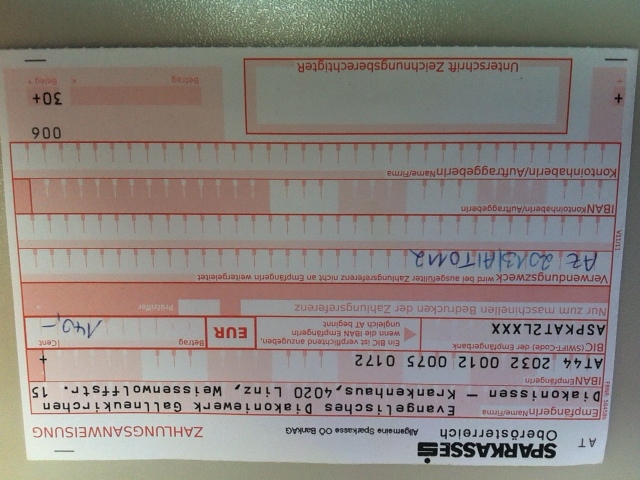 AT SPARKASSE ZAHLUNGSANWEISUNG
Oberösterreich Allgemeine Sparkasse OÖ BankAG
EmpfängerIn Name/Firma Evangelisches Diakoniewerk Gallneukirchen
Diakonissen - Krankenhaus,4020 Linz, Weissenwolffstr. 15
IBAN EmpfängerIn
AT44 2032 0012 0075 0172
BIC (SWIFT-Code) der Empfängerbank
ASPKAT2LXXX
Ein BIC ist verpflichtend anzugeben,
wenn die IBAN EmpfängerIn
ungleich AT beginnt
EUR
Betrag Cent
140,-
+
Nur zum maschinellen Bedrucken der Zahlungsreferenz Prüfziffer
Verwendungszweck wird bei ausgefüllter Zahlungsreferenz nicht an EmpfängerIn weitergeleitet
AZ 2013/AITO112
IBAN KontoinhaberIn/AuftraggeberIn
KontoinhaberIn/AuftraggeberIn Name/Firma
006
30+
Betrag Beleg +
Unterschrift ZeichnungsberechtigteR
+
V11/11